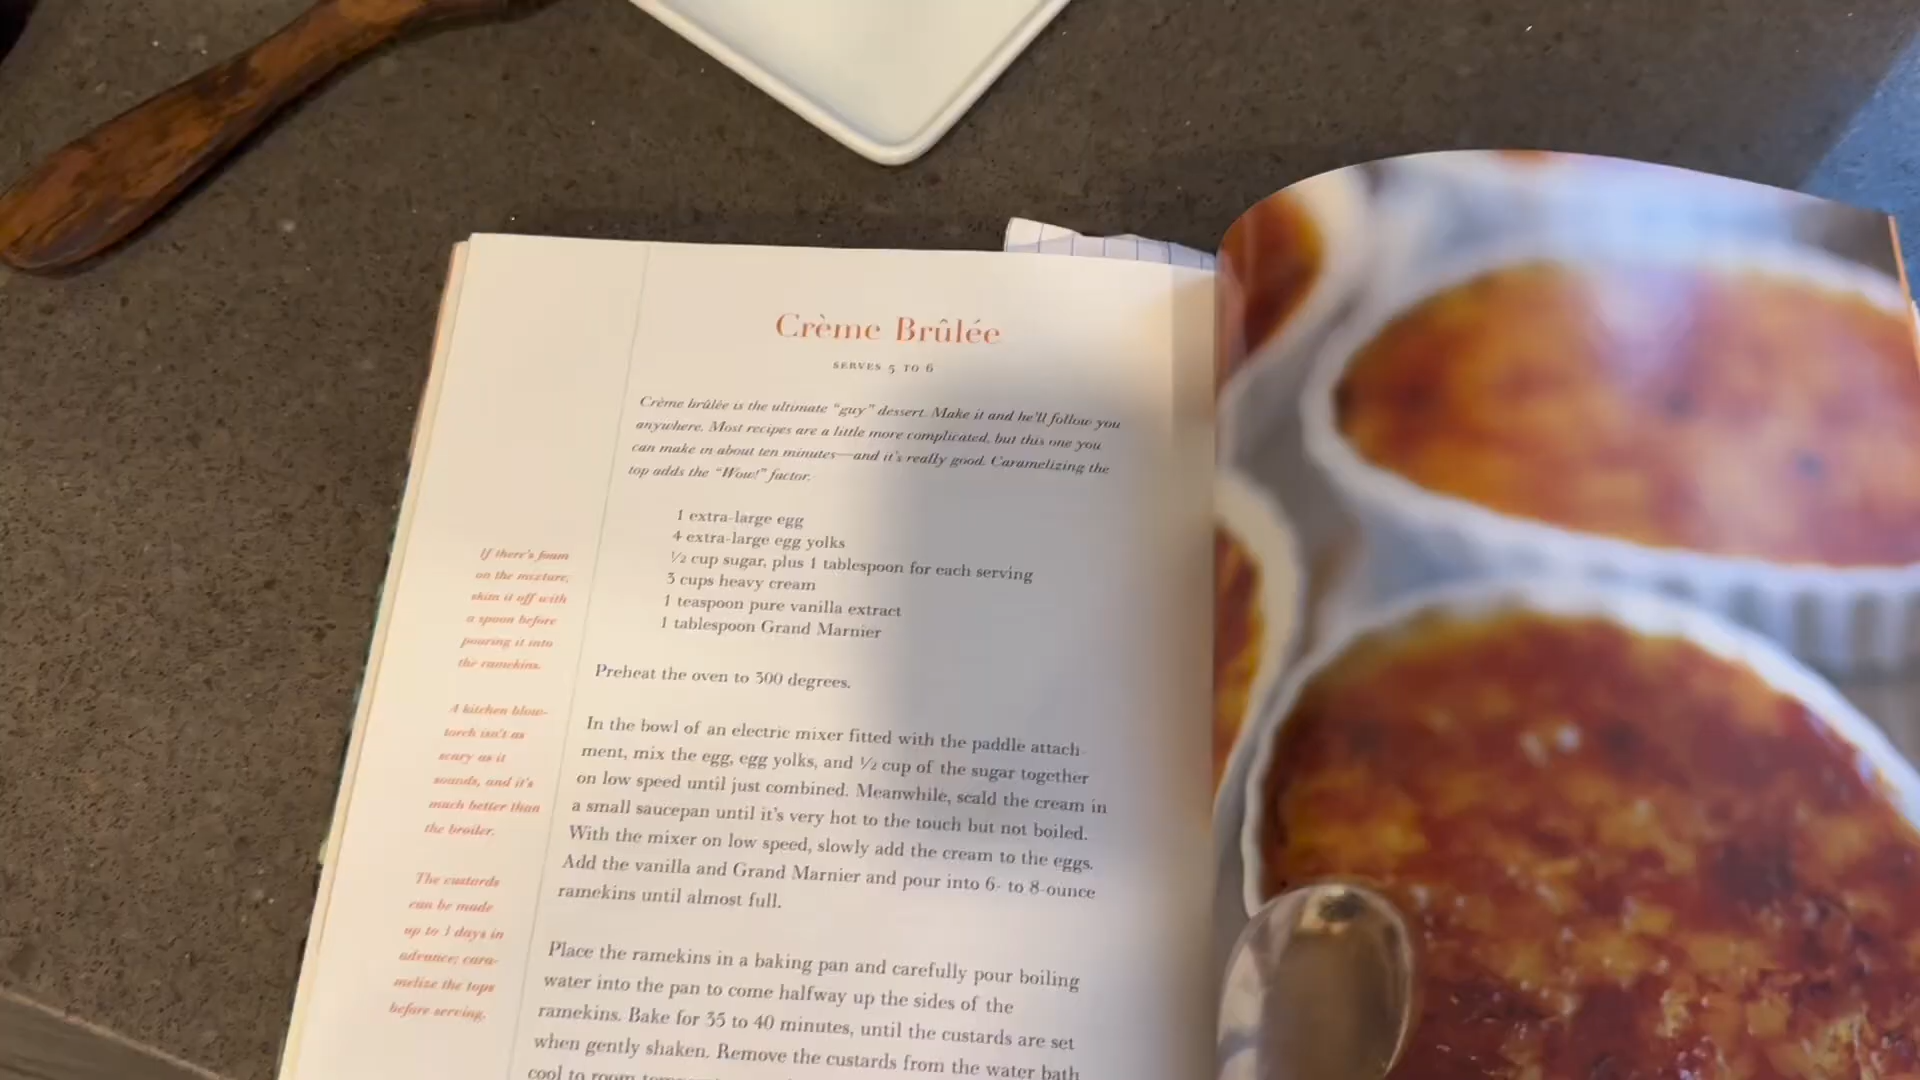 Crème Brûlée
SERVES 5 TO 6
Crème brûlée is the ultimate “guy” dessert. Make it and he’ll follow you
anywhere. Most recipes are a little more complicated, but this one you
can make in about ten minutes—and it’s really good. Caramelizing the
top adds the “Wow!” factor.
1 extra-large egg
4 extra-large egg yolks
½ cup sugar, plus 1 tablespoon for each serving
3 cups heavy cream
1 teaspoon pure vanilla extract
1 tablespoon Grand Marnier
Preheat the oven to 300 degrees.
In the bowl of an electric mixer fitted with the paddle attach-
ment, mix the egg, egg yolks, and ½ cup of the sugar together
on low speed until just combined. Meanwhile, scald the cream in
a small saucepan until it’s very hot to the touch but not boiled.
With the mixer on low speed, slowly add the cream to the eggs.
Add the vanilla and Grand Marnier and pour into 6- to 8-ounce
ramekins until almost full.
Place the ramekins in a baking pan and carefully pour boiling
water into the pan to come halfway up the sides of the
ramekins. Bake for 35 to 40 minutes, until the custards are set
when gently shaken. Remove the custards from the water bath
cool to room
If there’s foam
on the mixture,
skim it off with
a spoon before
pouring it into
the ramekins.
A kitchen blow-
torch isn’t as
scary as it
sounds, and it’s
much better than
the broiler.
The custards
can be made
up to 3 days in
advance; cara-
melize the tops
before serving.